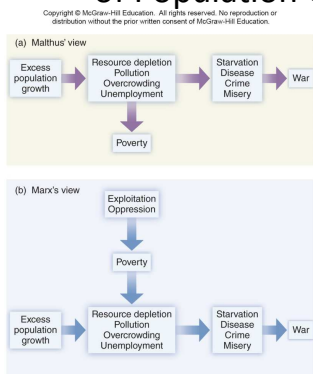 Copyright © McGraw-Hill Education. All rights reserved. No reproduction or
distribution without the prior written consent of McGraw-Hill Education.
(a) Malthus' view
Excess
population
growth
Resource depletion
Pollution
Overcrowding
Unemployment
Starvation
Disease
Crime
Misery
War
Poverty
(b) Marx's view
Exploitation
Oppression
Poverty
Excess
population
growth
Resource depletion
Pollution
Overcrowding
Unemployment
Starvation
Disease
Crime
Misery
War